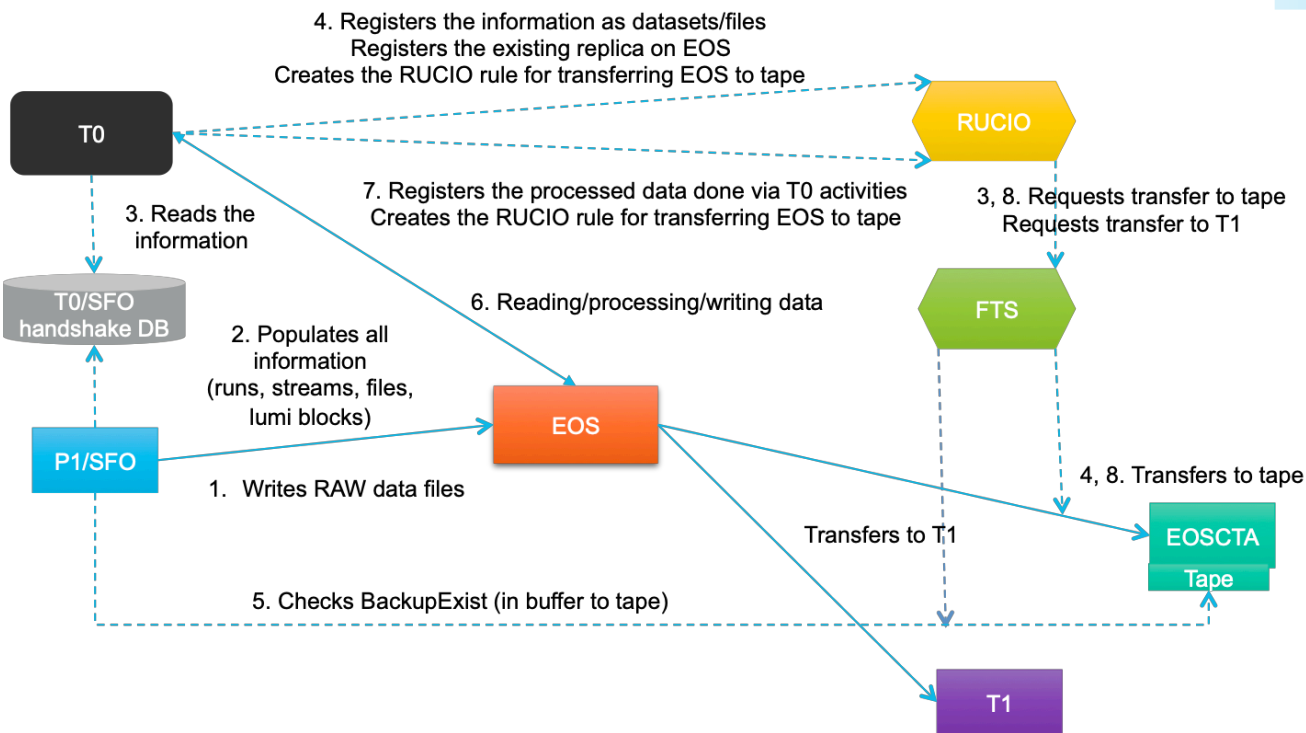 4. Registers the information as datasets/files
Registers the existing replica on EOS
Creates the RUCIO rule for transferring EOS to tape
T0
RUCIO
7. Registers the processed data done via T0 activities
Creates the RUCIO rule for transferring EOS to tape
3, 8. Requests transfer to tape
Requests transfer to T1
3. Reads the
information
T0/SFO
handshake DB
6. Reading/processing/writing data
FTS
2. Populates all
information
(runs, streams, files,
lumi blocks)
EOS
P1/SFO
1. Writes RAW data files
4, 8. Transfers to tape
Transfers to T1
EOSCTA
Tape
5. Checks BackupExist (in buffer to tape)
T1